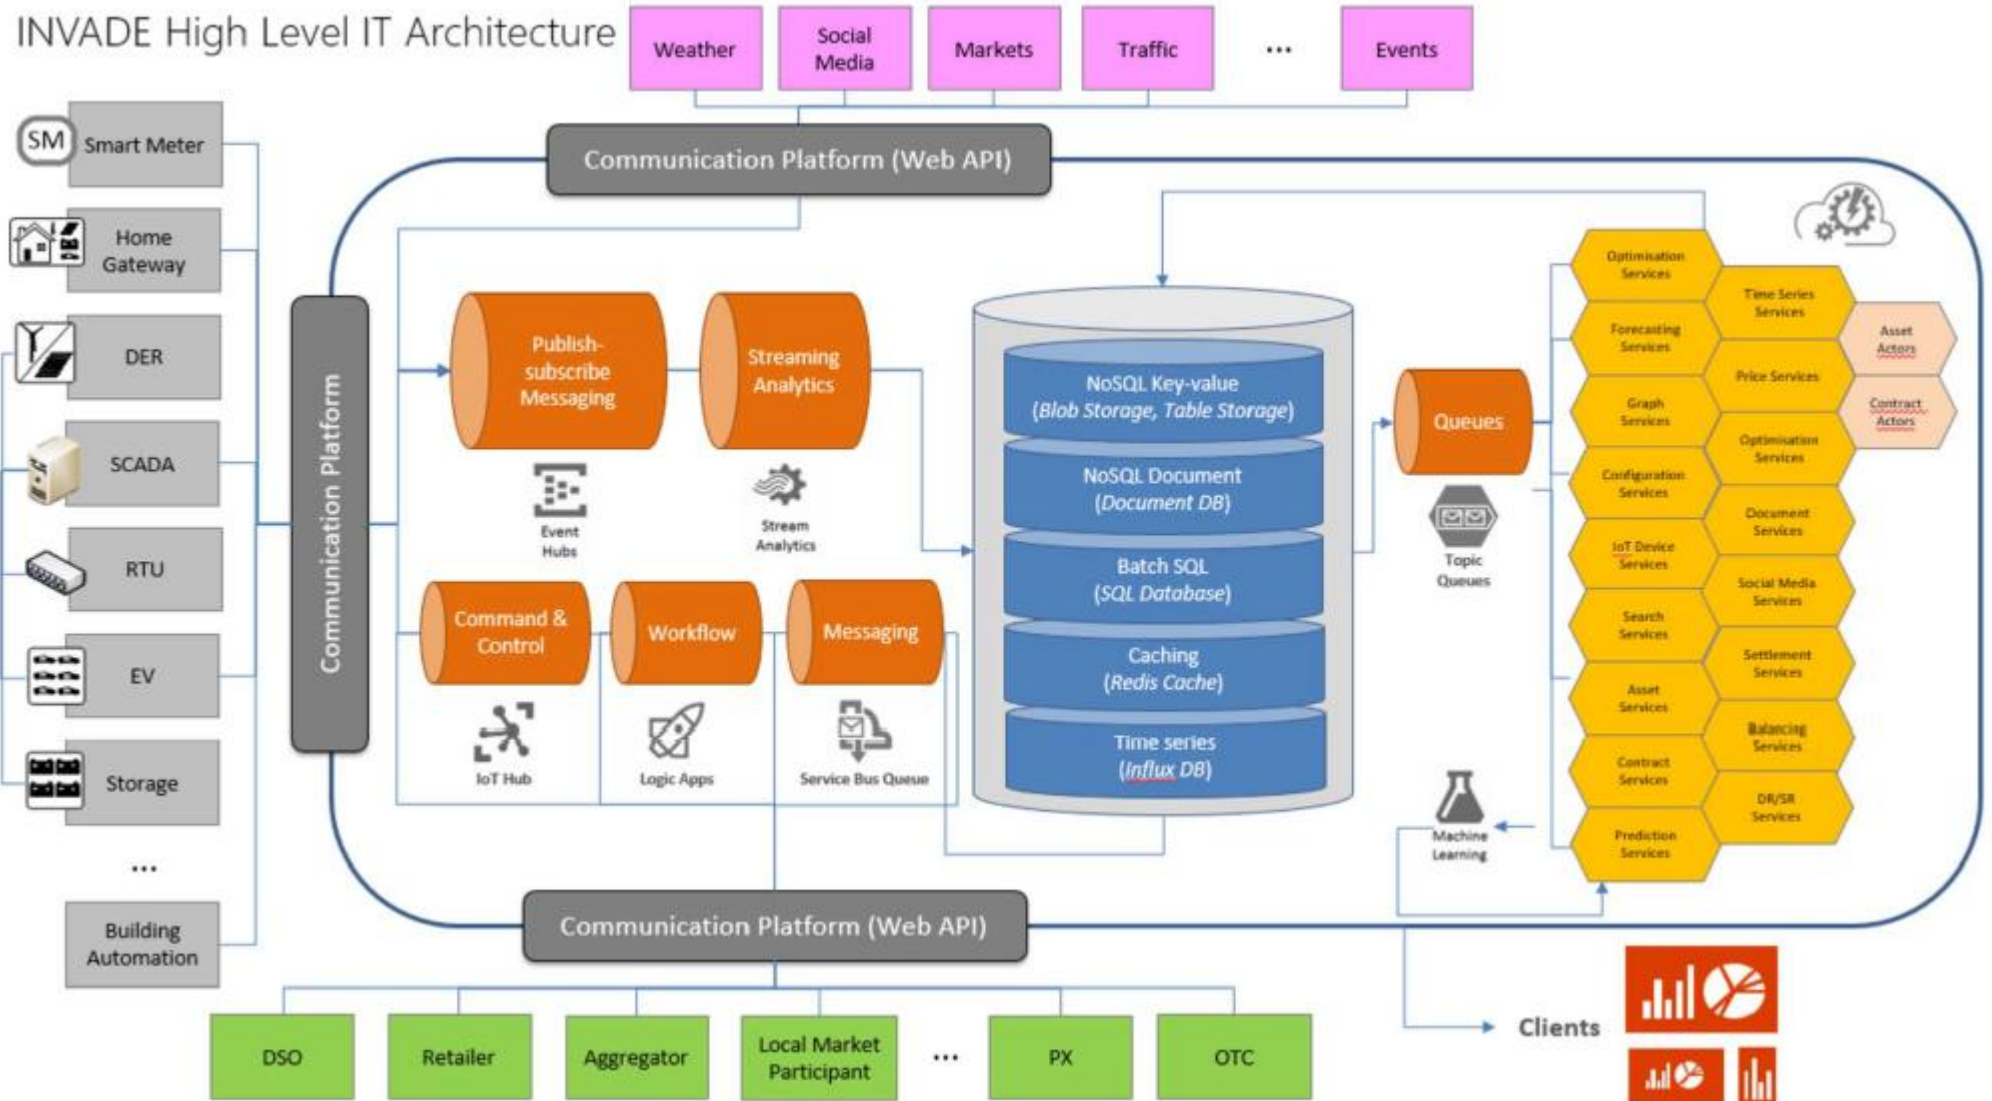 INVADE High Level IT Architecture
Weather
Social
Media
Markets
Traffic
...
Events
Communication Platform (Web API)
SM
Smart Meter
Home
Gateway
DER
SCADA
RTU
EV
Storage
...
Building
Automation
Communication Platform
Publish-
subscribe
Messaging
Streaming
Analytics
Event
Hubs
Stream
Analytics
Command &
Control
Workflow
Messaging
IoT Hub
Logic Apps
Service Bus Queue
NoSQL Key-value
(Blob Storage, Table Storage)
NoSQL Document
(Document DB)
Batch SQL
(SQL Database)
Caching
(Redis Cache)
Time series
(Influx DB)
Queues
Topic
Queues
Machine
Learning
Optimisation
Services
Forecasting
Services
Graph
Services
Configuration
Services
IoT Device
Services
Search
Services
Asset
Services
Contract
Services
Prediction
Services
Time Series
Services
Price Services
Optimisation
Services
Document
Services
Social Media
Services
Settlement
Services
Balancing
Services
DR/SR
Services
Asset
Actors
Contract
Actors
Communication Platform (Web API)
DSO
Retailer
Aggregator
Local Market
Participant
...
PX
OTC
Clients